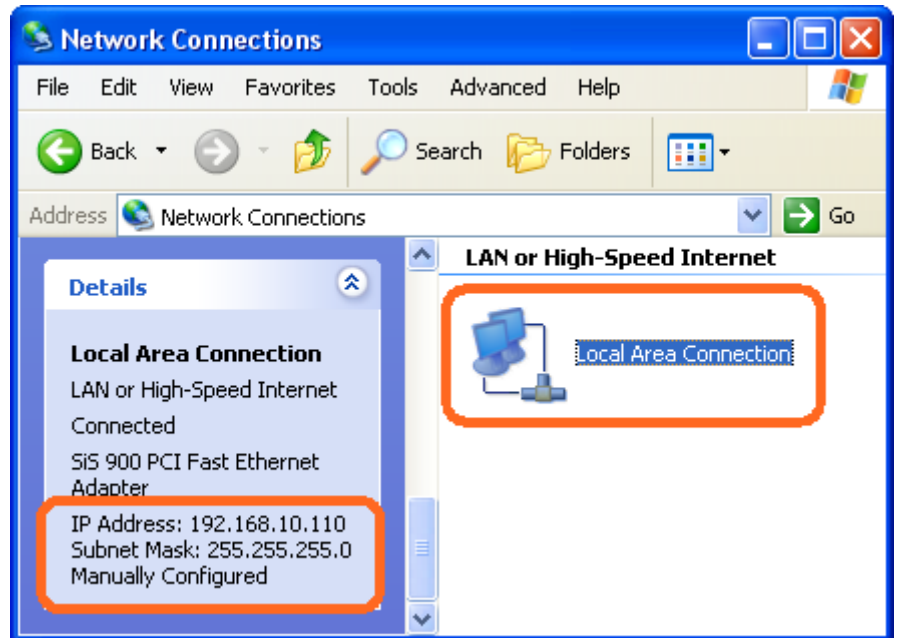 Network Connections
File Edit View Favorites Tools Advanced Help
Back Search Folders
Address Network Connections Go
Details
Local Area Connection
LAN or High-Speed Internet
Connected
SiS 900 PCI Fast Ethernet
Adapter
IP Address: 192.168.10.110
Subnet Mask: 255.255.255.0
Manually Configured
LAN or High-Speed Internet
Local Area Connection